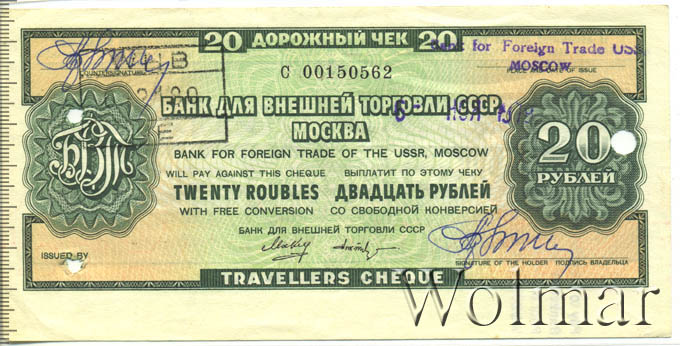 20 ДОРОЖНЫЙ ЧЕК 20
Bank for Foreign Trade
MOSCOW
COUNTERSIGNATURE
PLACE AND DATE OF ISSUE
С 00150562
БАНК ДЛЯ ВНЕШНЕЙ ТОРГОВЛИ СССР
МОСКВА
BANK FOR FOREIGN TRADE OF THE USSR, MOSCOW
WILL PAY AGAINST THIS CHEQUE ВЫПЛАТИТ ПО ЭТОМУ ЧЕКУ
TWENTY ROUBLES ДВАДЦАТЬ РУБЛЕЙ
WITH FREE CONVERSION СО СВОБОДНОЙ КОНВЕРСИЕЙ
БАНК ДЛЯ ВНЕШНЕЙ ТОРГОВЛИ СССР
БВТ
20
РУБЛЕЙ
ISSUED BY
SIGNATURE OF THE HOLDER ПОДПИСЬ ВЛАДЕЛЬЦА
TRAVELLERS CHEQUE
Wolmar